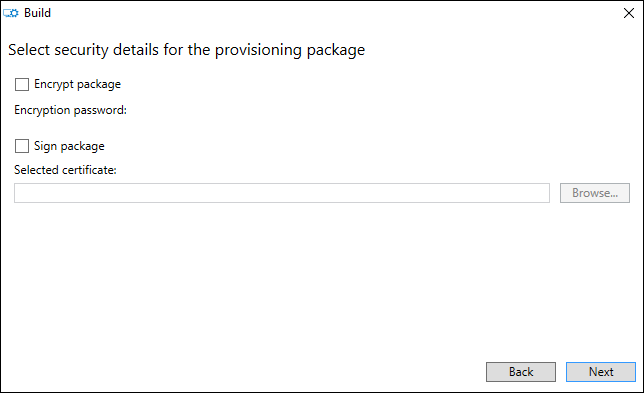 Build
Select security details for the provisioning package
Encrypt package
Encryption password:
Sign package
Selected certificate:
Browse...
Back
Next